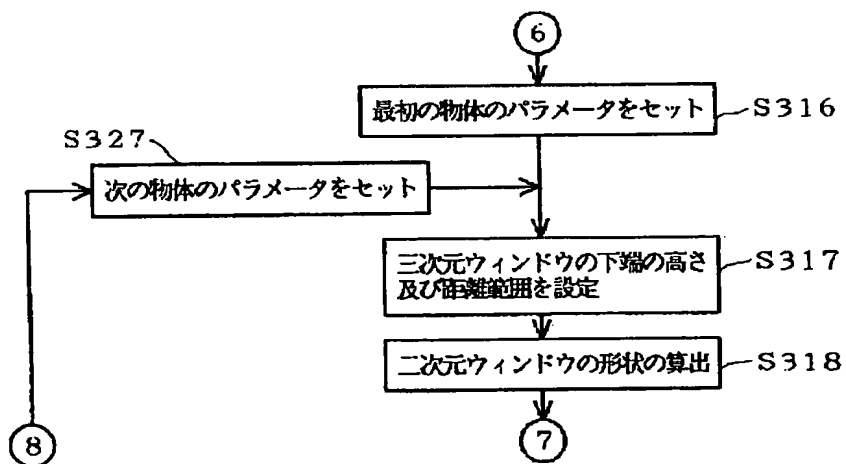 6
最初の物体のパラメータをセット
S316
S327
次の物体のパラメータをセット
三次元ウィンドウの下端の高さ
及び距離範囲を設定
S317
二次元ウィンドウの形状の算出
S318
8
7